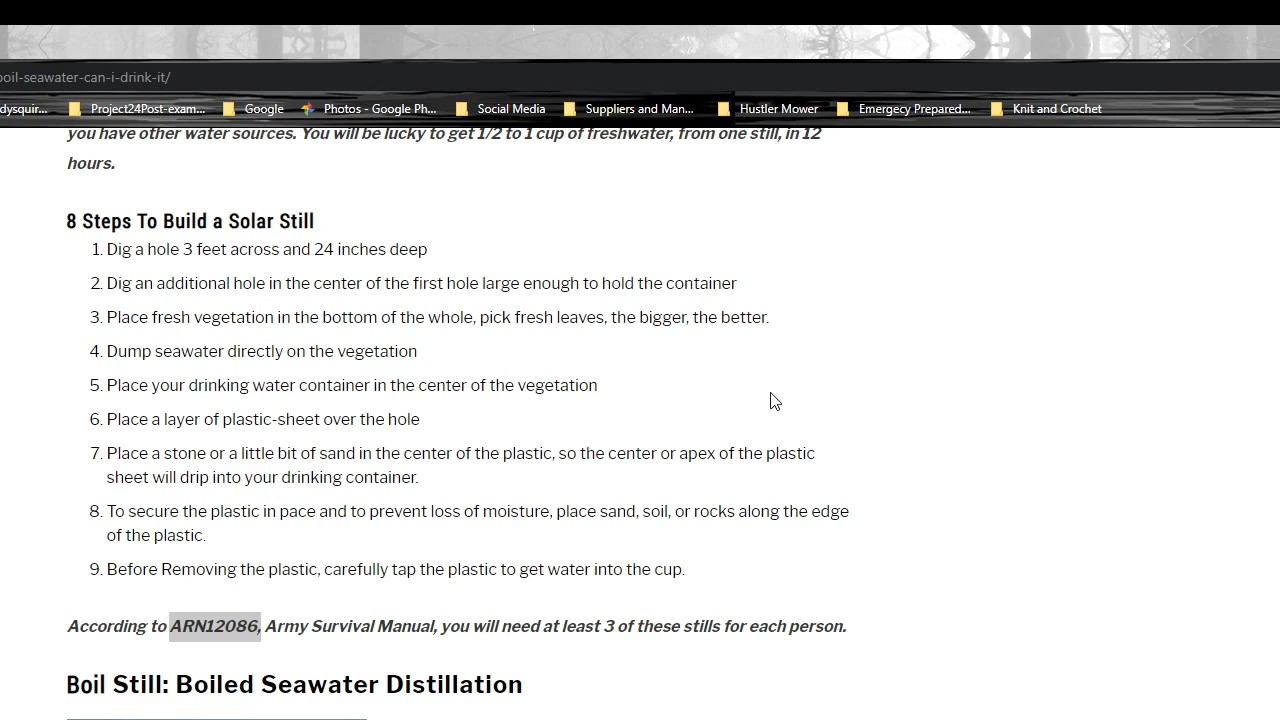 boil-seawater-can-i-drink-it/
dysquir... Project24Post-exam... Google Photos - Google Ph... Social Media Suppliers and Man... Hustler Mower Emergecy Prepared... Knit and Crochet
you have other water sources. You will be lucky to get 1/2 to 1 cup of freshwater, from one still, in 12
hours.
8 Steps To Build a Solar Still
1. Dig a hole 3 feet across and 24 inches deep
2. Dig an additional hole in the center of the first hole large enough to hold the container
3. Place fresh vegetation in the bottom of the whole, pick fresh leaves, the bigger, the better.
4. Dump seawater directly on the vegetation
5. Place your drinking water container in the center of the vegetation
6. Place a layer of plastic-sheet over the hole
7. Place a stone or a little bit of sand in the center of the plastic, so the center or apex of the plastic
sheet will drip into your drinking container.
8. To secure the plastic in pace and to prevent loss of moisture, place sand, soil, or rocks along the edge
of the plastic.
9. Before Removing the plastic, carefully tap the plastic to get water into the cup.
According to ARN12086, Army Survival Manual, you will need at least 3 of these stills for each person.
Boil Still: Boiled Seawater Distillation